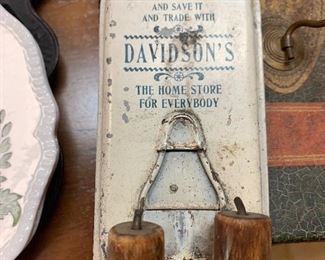 AND SAVE IT
AND TRADE WITH
DAVIDSON'S
THE HOME STORE
FOR EVERYBODY